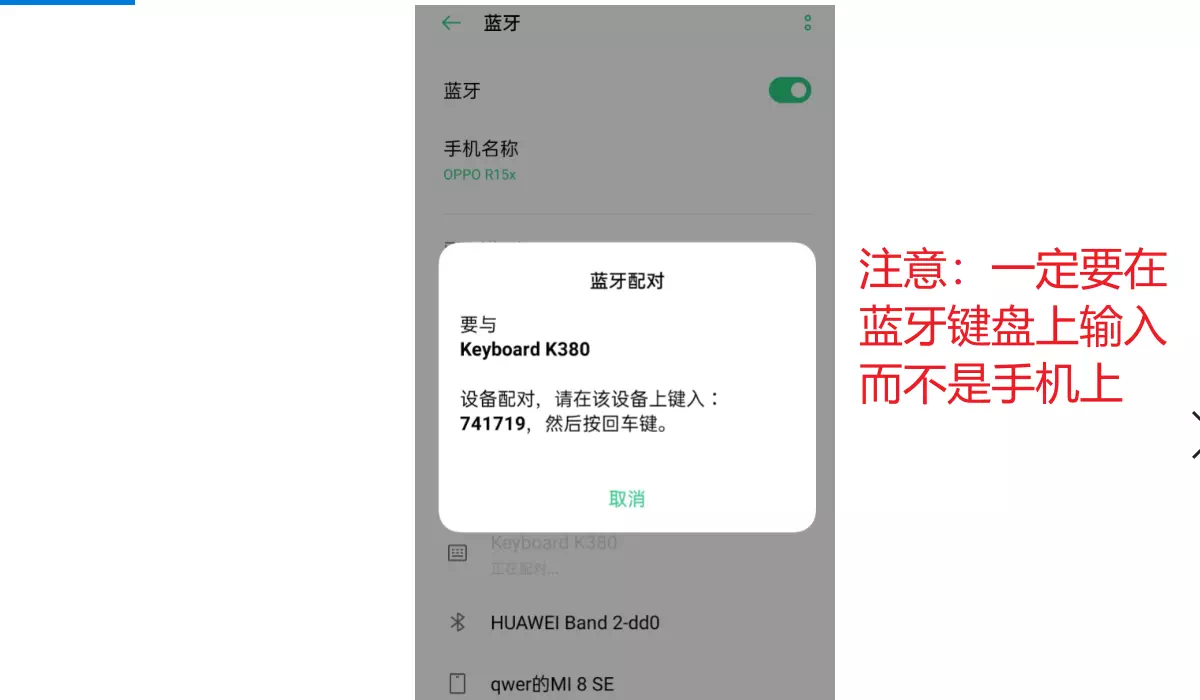 蓝牙
蓝牙
手机名称
OPPO R15x
蓝牙配对
要与
Keyboard K380
设备配对，请在该设备上键入：
741719，然后按回车键。
取消
Keyboard K380
正在配对...
HUAWEI Band 2-dd0
qwer的MI 8 SE
注意：一定要在
蓝牙键盘上输入
而不是手机上